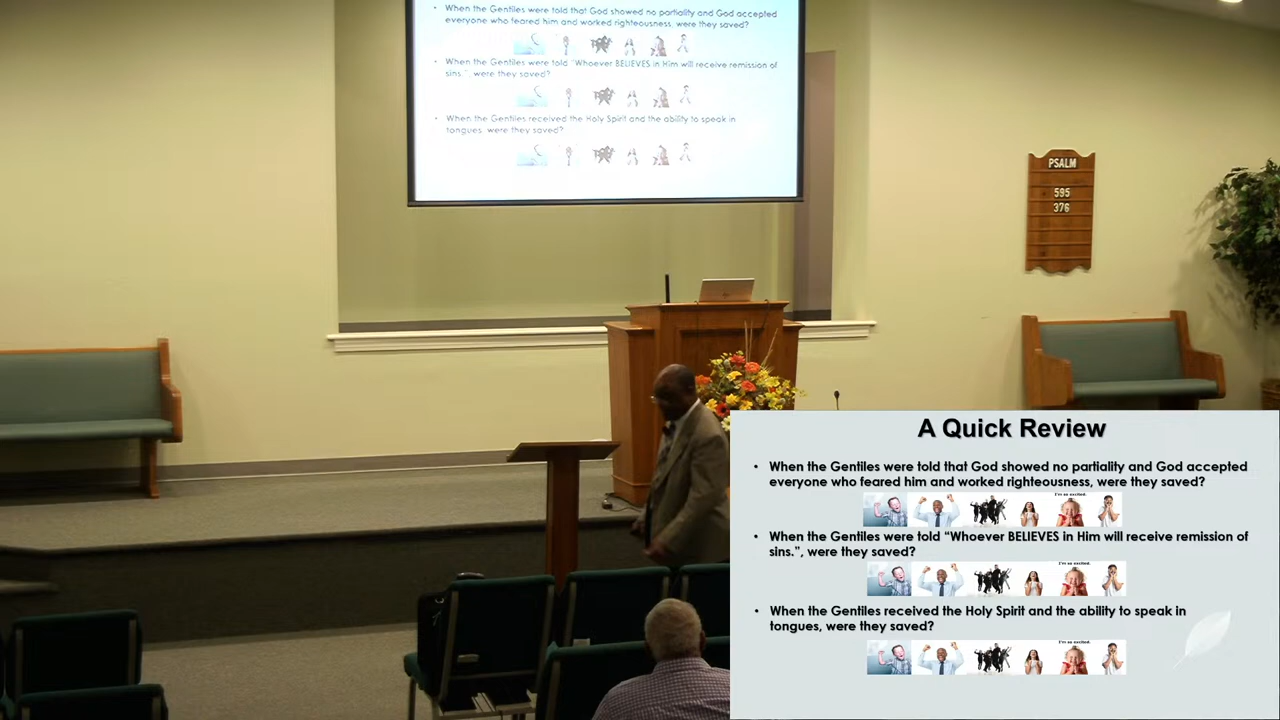 • When the Gentiles were told that God showed no partiality and God accepted
everyone who feared him and worked righteousness, were they saved?
• When the Gentiles were told "Whoever BELIEVES in Him will receive remission of
sins.", were they saved?
• When the Gentiles received the Holy Spirit and the ability to speak in
tongues, were they saved?
PSALM
595
376
A Quick Review
• When the Gentiles were told that God showed no partiality and God accepted
everyone who feared him and worked righteousness, were they saved?
I'm so excited.
• When the Gentiles were told “Whoever BELIEVES in Him will receive remission of
sins.”, were they saved?
I'm so excited.
• When the Gentiles received the Holy Spirit and the ability to speak in
tongues, were they saved?
I'm so excited.